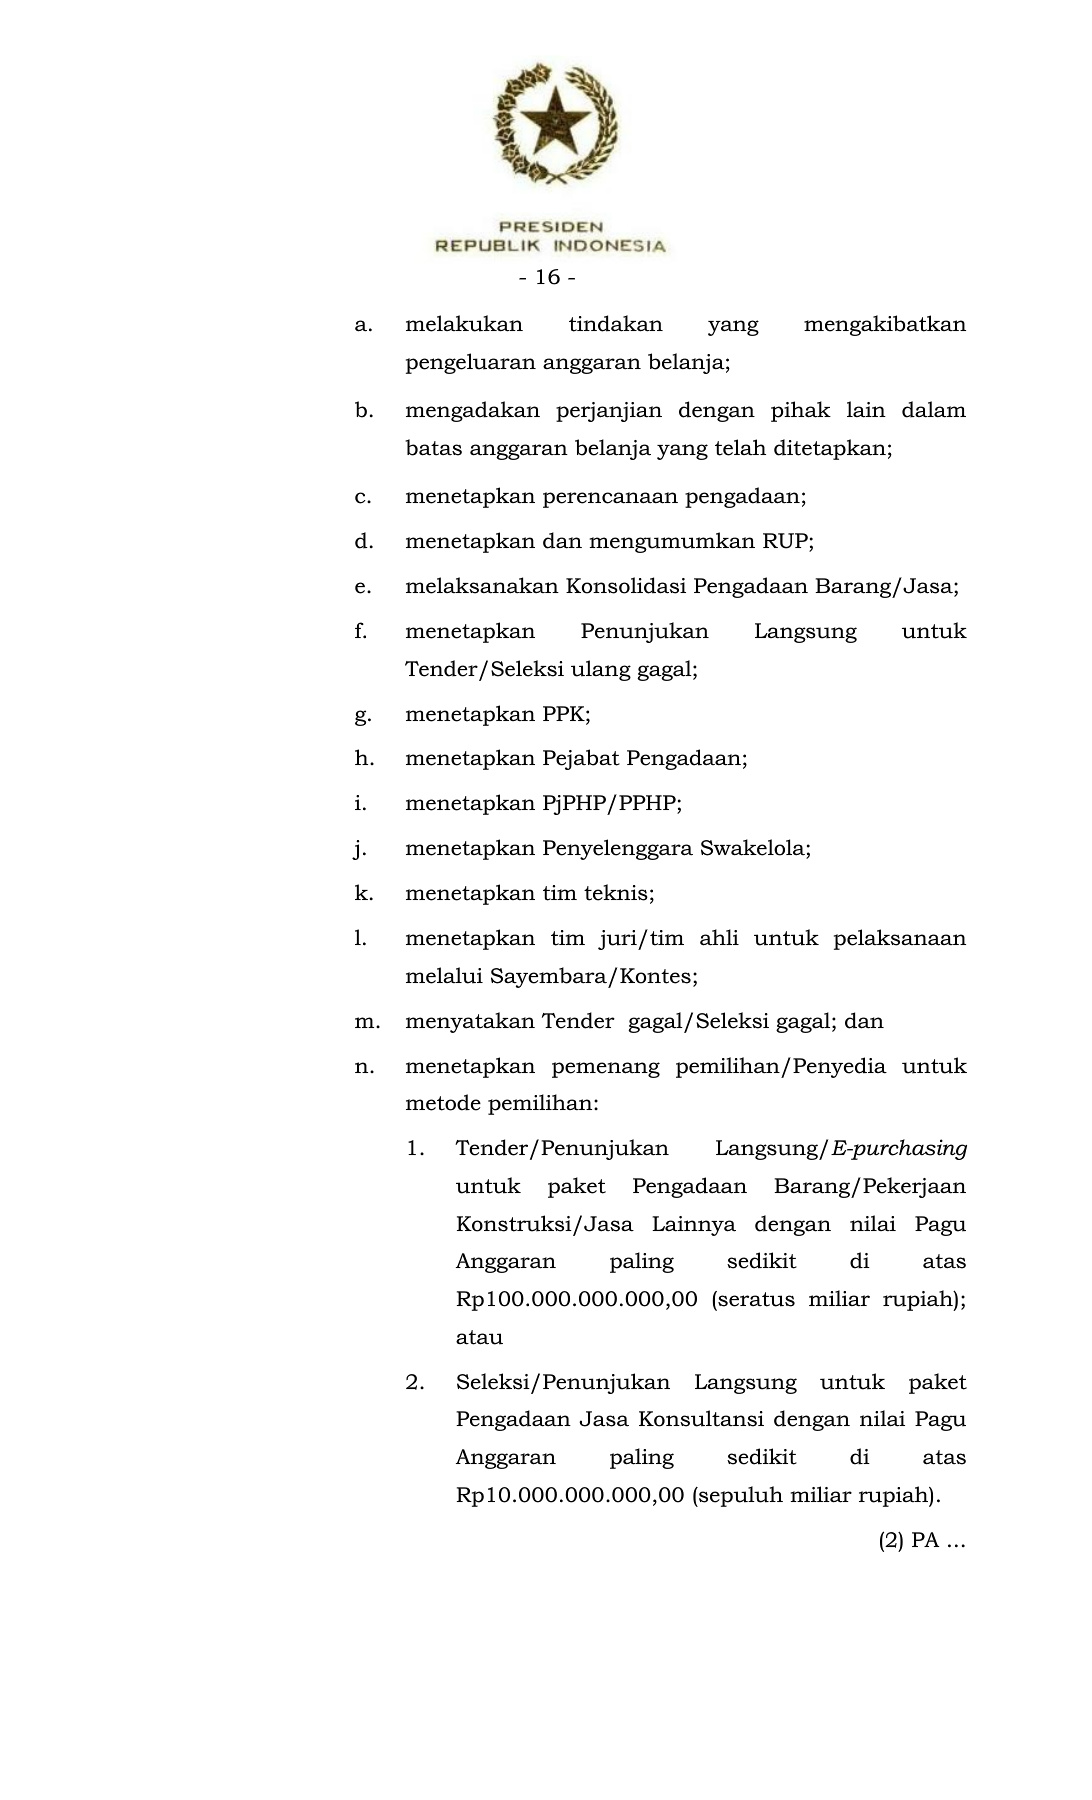 PRESIDEN
REPUBLIK INDONESIA
- 16 -
a. melakukan tindakan yang mengakibatkan
pengeluaran anggaran belanja;
b. mengadakan perjanjian dengan pihak lain dalam
batas anggaran belanja yang telah ditetapkan;
c. menetapkan perencanaan pengadaan;
d. menetapkan dan mengumumkan RUP;
e. melaksanakan Konsolidasi Pengadaan Barang/Jasa;
f. menetapkan Penunjukan Langsung untuk
Tender/Seleksi ulang gagal;
g. menetapkan PPK;
h. menetapkan Pejabat Pengadaan;
i. menetapkan PjPHP/PPHP;
j. menetapkan Penyelenggara Swakelola;
k. menetapkan tim teknis;
l. menetapkan tim juri/tim ahli untuk pelaksanaan
melalui Sayembara/Kontes;
m. menyatakan Tender gagal/Seleksi gagal; dan
n. menetapkan pemenang pemilihan/Penyedia untuk
metode pemilihan:
1. Tender/Penunjukan Langsung/E-purchasing
untuk paket Pengadaan Barang/Pekerjaan
Konstruksi/Jasa Lainnya dengan nilai Pagu
Anggaran paling sedikit di atas
Rp100.000.000.000,00 (seratus miliar rupiah);
atau
2. Seleksi/Penunjukan Langsung untuk paket
Pengadaan Jasa Konsultansi dengan nilai Pagu
Anggaran paling sedikit di atas
Rp10.000.000.000,00 (sepuluh miliar rupiah).
(2) PA ...